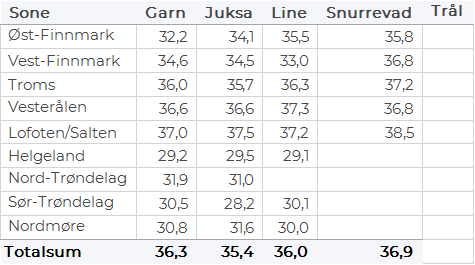 Sone Garn Juksa Line Snurrevad Trål
Øst-Finnmark 32,2 34,1 35,5 35,8
Vest-Finnmark 34,6 34,5 33,0 36,8
Troms 36,0 35,7 36,3 37,2
Vesterålen 36,6 36,6 37,3 36,8
Lofoten/Salten 37,0 37,5 37,2 38,5
Helgeland 29,2 29,5 29,1
Nord-Trøndelag 31,9 31,0
Sør-Trøndelag 30,5 28,2 30,1
Nordmøre 30,8 31,6 30,0
Totalsum 36,3 35,4 36,0 36,9